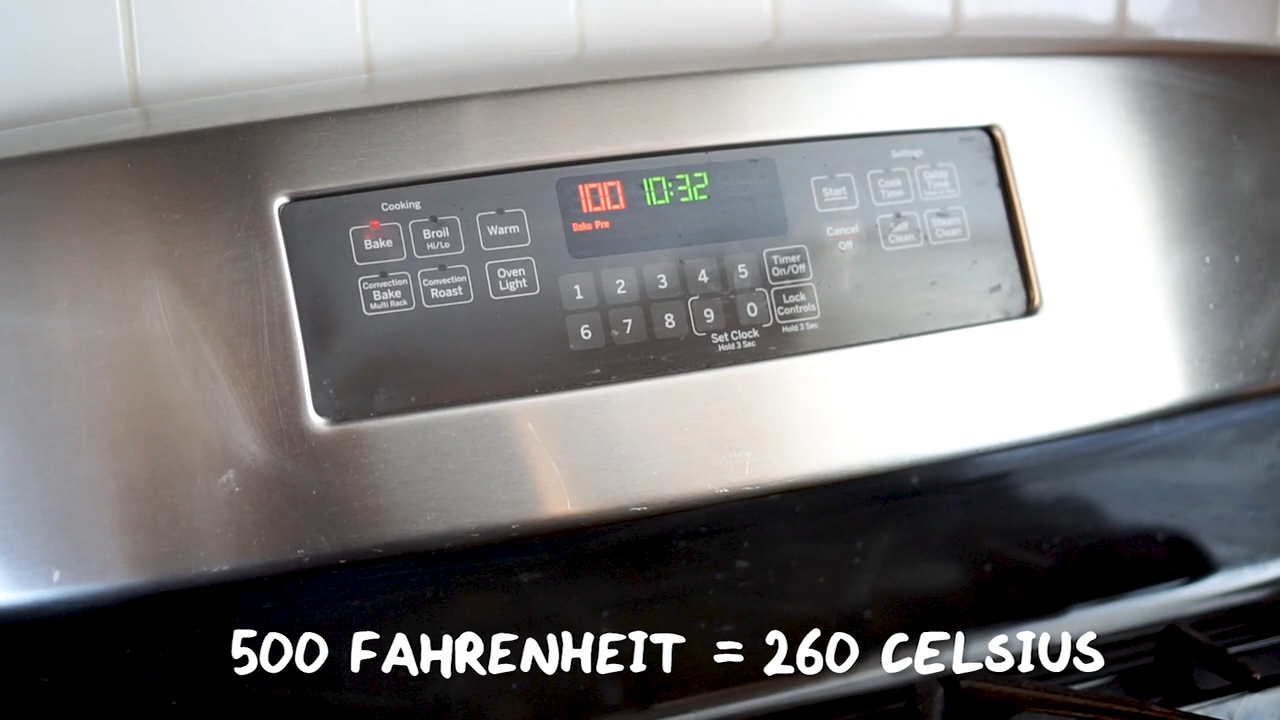 Cooking
Bake
Broil
Hi/Lo
Warm
Convection
Bake
Multi Rack
Convection
Roast
Oven
Light
100 10:32
Bake Pre
1 2 3 4 5
6 7 8 9 0
Set Clock
Hold 3 Sec
Timer
On/Off
Lock
Controls
Hold 3 Sec
Settings
Start
Cook
Time
Delay
Time
Cancel
Off
Self
Clean
Steam
Clean
500 FAHRENHEIT = 260 CELSIUS